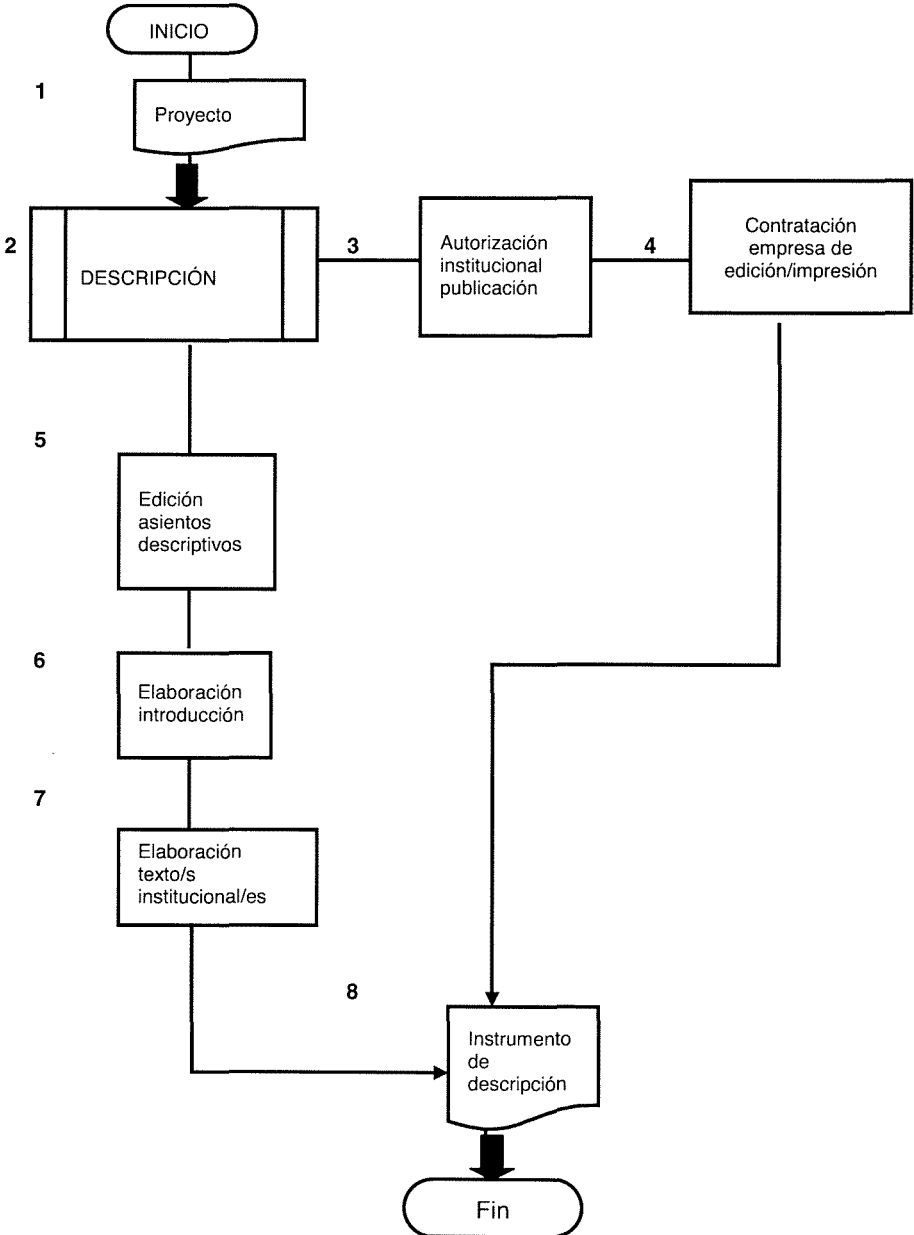 INICIO
1
Proyecto
2
DESCRIPCIÓN
3
Autorización
institucional
publicación
4
Contratación
empresa de
edición/impresión
5
Edición
asientos
descriptivos
6
Elaboración
introducción
7
Elaboración
texto/s
institucional/es
8
Instrumento
de
descripción
Fin